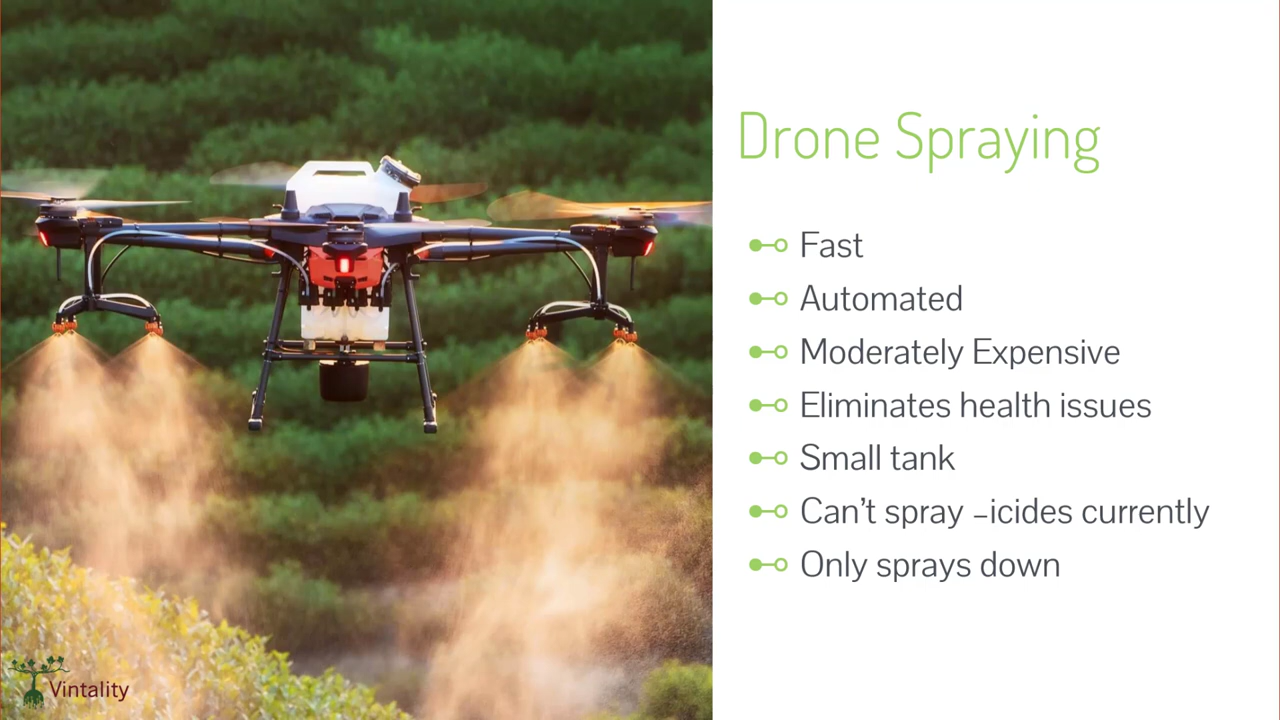 Drone Spraying
Fast
Automated
Moderately Expensive
Eliminates health issues
Small tank
Can't spray –icides currently
Only sprays down
Vintality